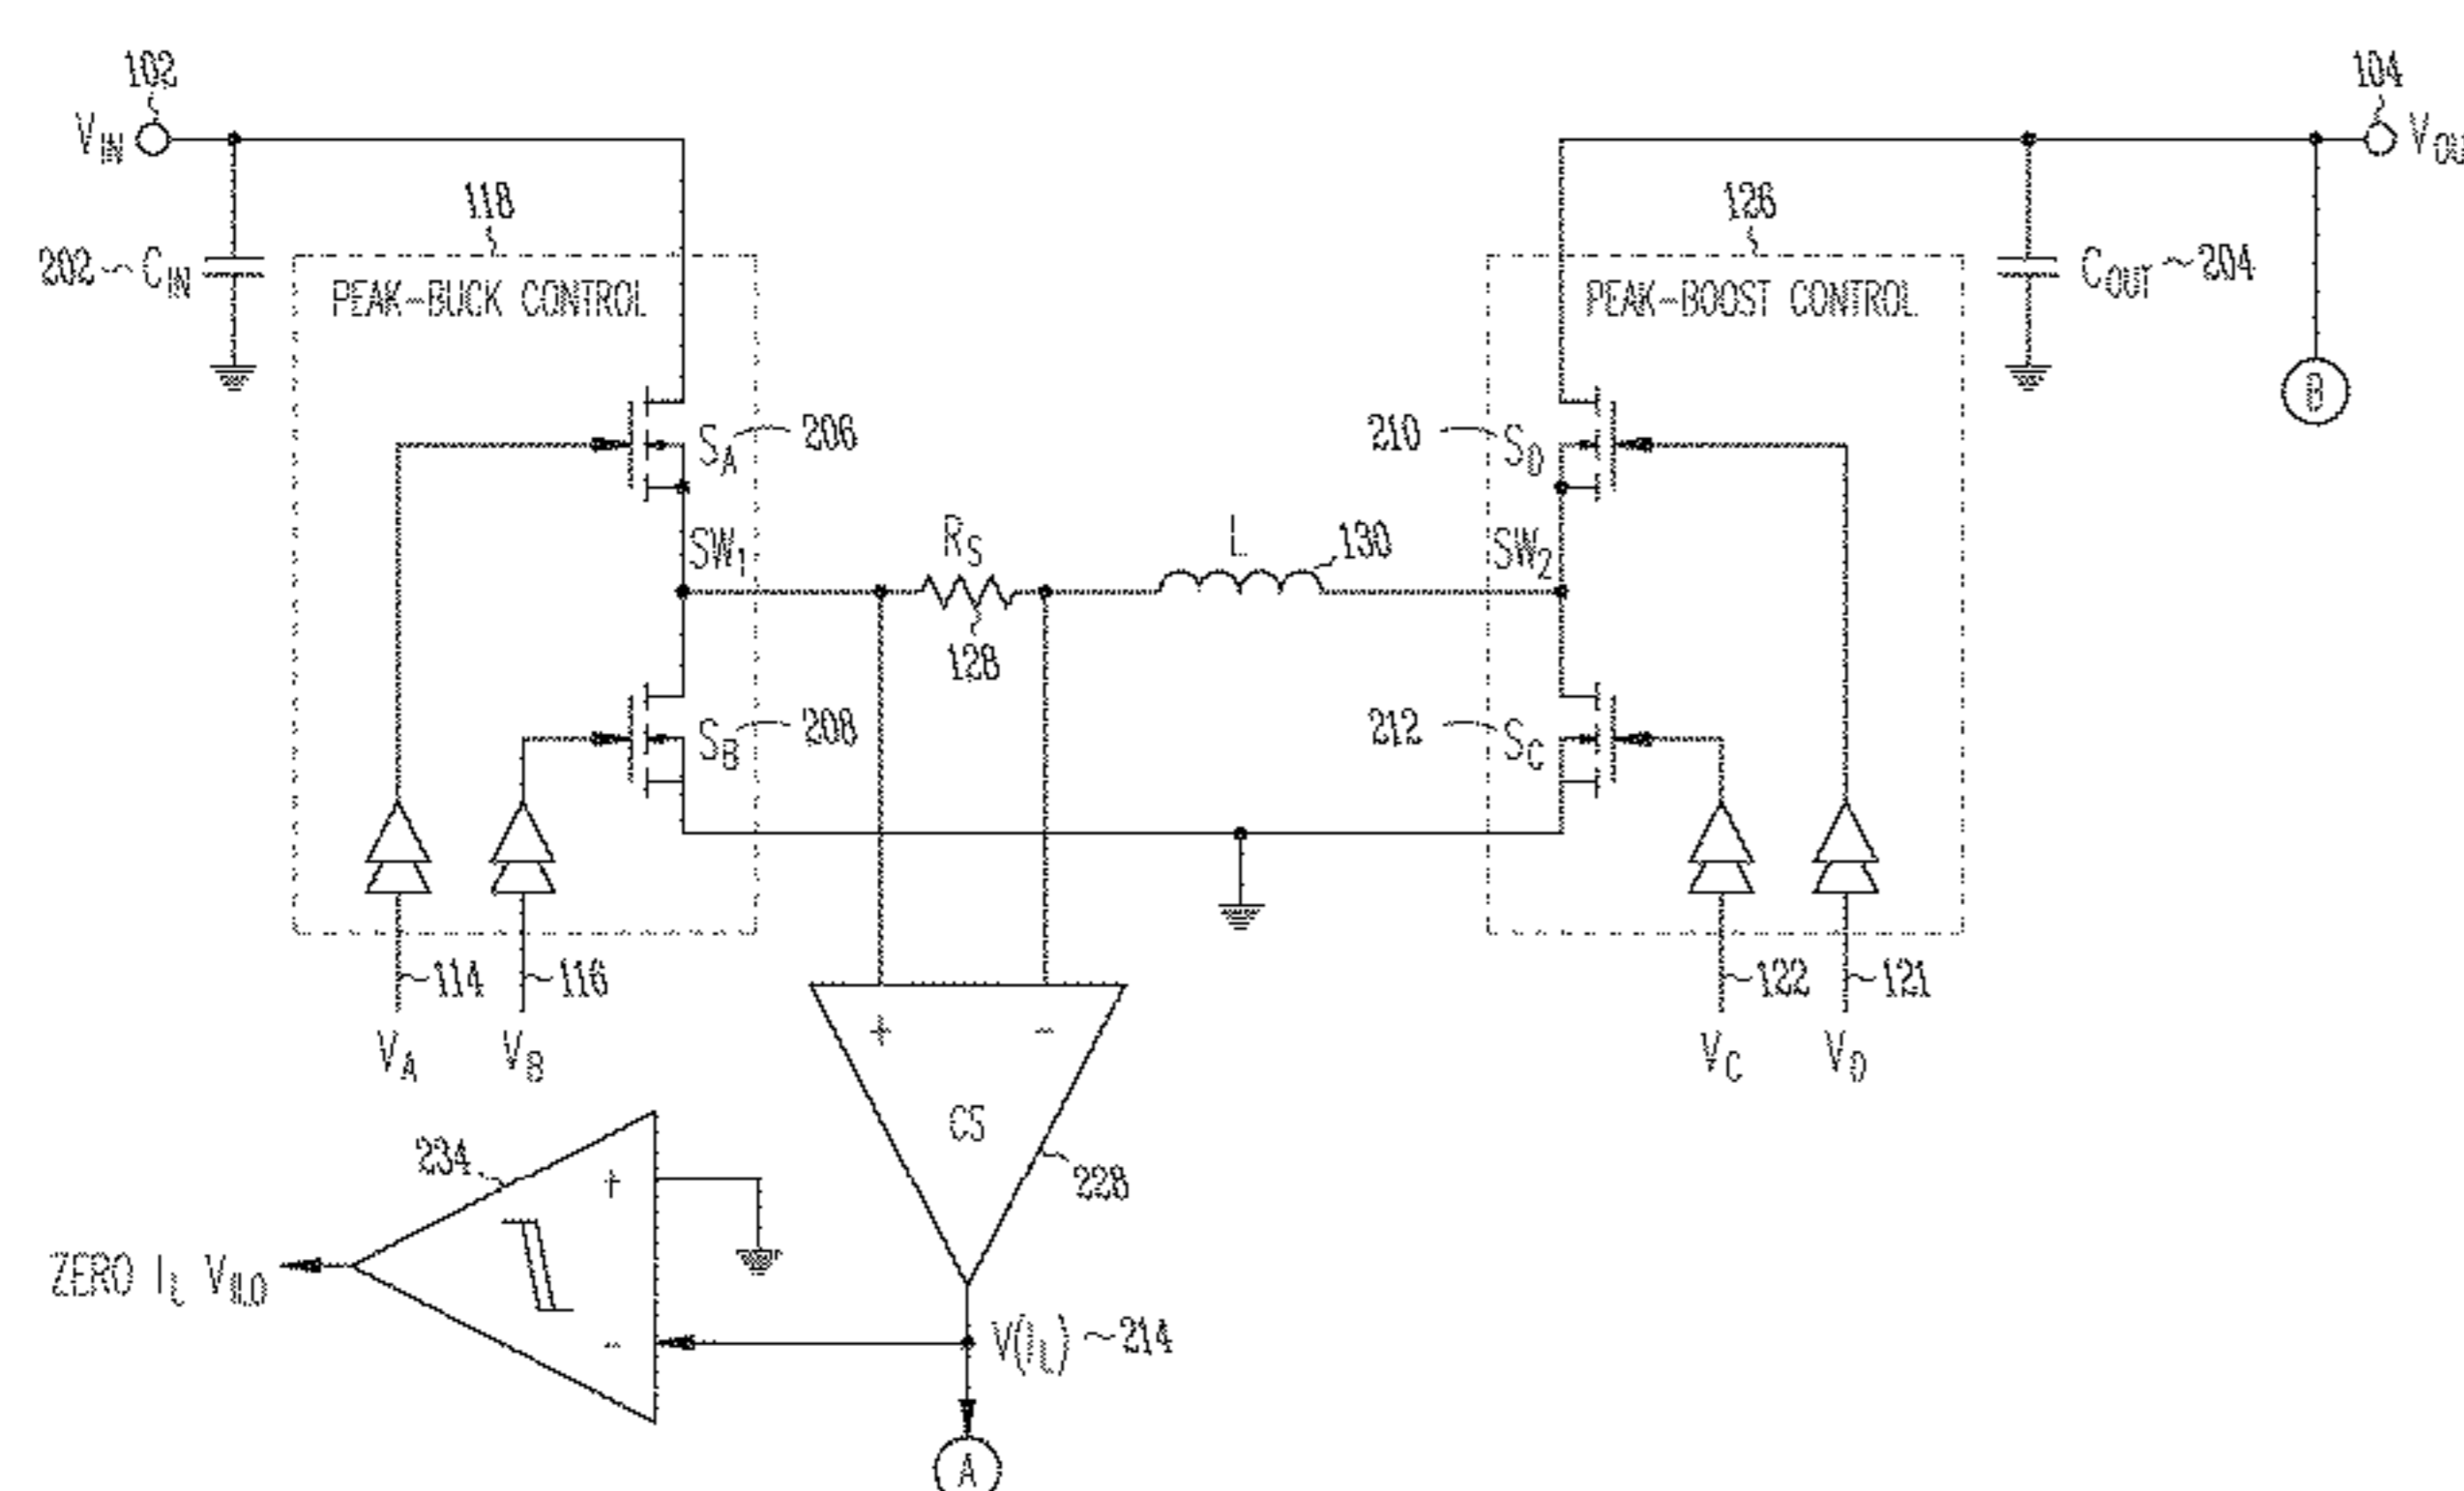 102
104
V_IN
V_OU
118
126
202
C_IN
PEAK-BUCK CONTROL
PEAK-BOOST CONTROL
C_OUT
204
B
S_A
206
210
S_D
SW_1
R_S
L
130
SW_2
128
S_B
208
212
S_C
114
116
122
121
V_A
V_B
V_C
V_D
+
-
CS
234
+
228
ZERO I_L V_IL0
-
V(I_L)
214
A